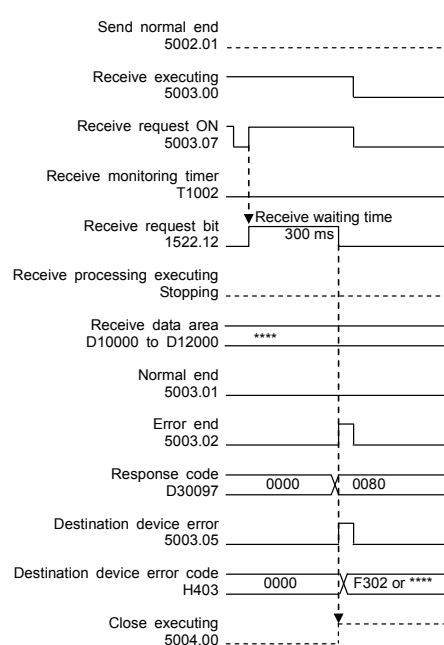 Send normal end
5002.01
Receive executing
5003.00
Receive request ON
5003.07
Receive monitoring timer
T1002
Receive request bit
1522.12
Receive waiting time
300 ms
Receive processing executing
Stopping
Receive data area
D10000 to D12000
****
Normal end
5003.01
Error end
5003.02
Response code
D30097
0000
0080
Destination device error
5003.05
Destination device error code
H403
0000
F302 or ****
Close executing
5004.00